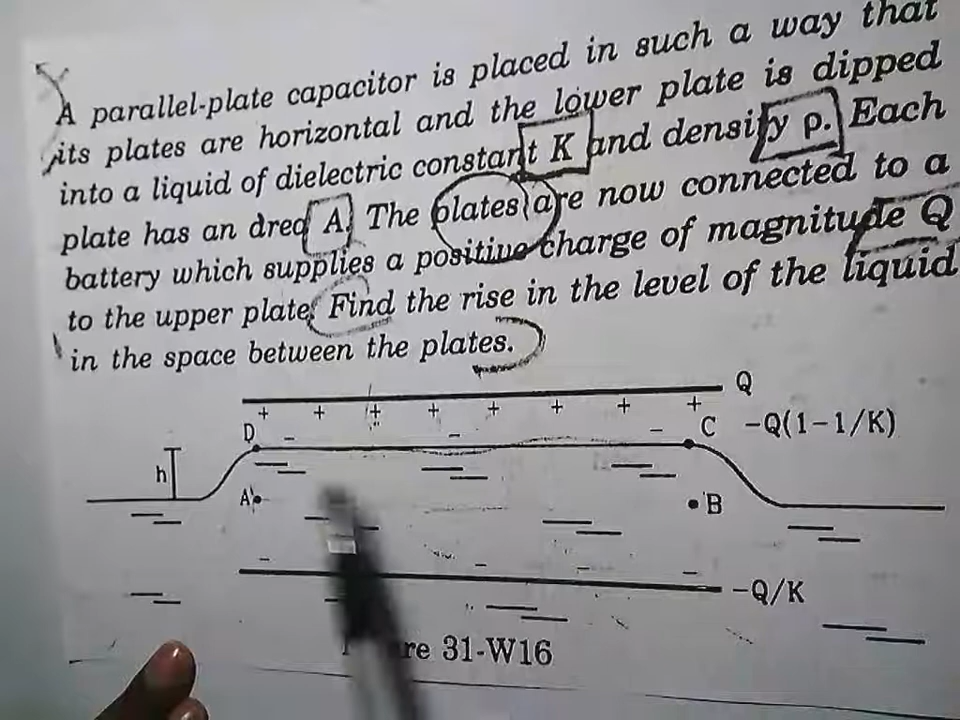 A parallel-plate capacitor is placed in such a way that
its plates are horizontal and the lower plate is dipped
into a liquid of dielectric constant K and density ρ. Each
plate has an area A. The plates are now connected to a
battery which supplies a positive charge of magnitude Q
to the upper plate. Find the rise in the level of the liquid
in the space between the plates.
Q
D
C
-Q(1-1/K)
h
A
B
-Q/K
31-W16